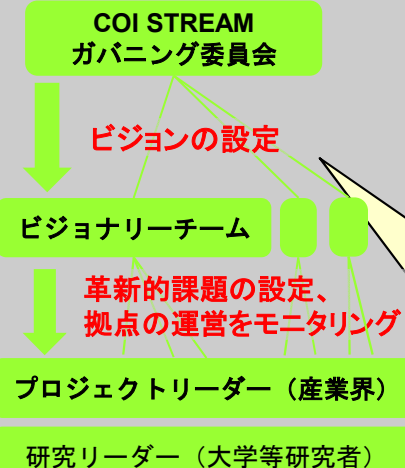 COI STREAM
ガバニング委員会
ビジョンの設定
ビジョナリーチーム
革新的課題の設定、
拠点の運営をモニタリング
プロジェクトリーダー（産業界）
研究リーダー（大学等研究者）